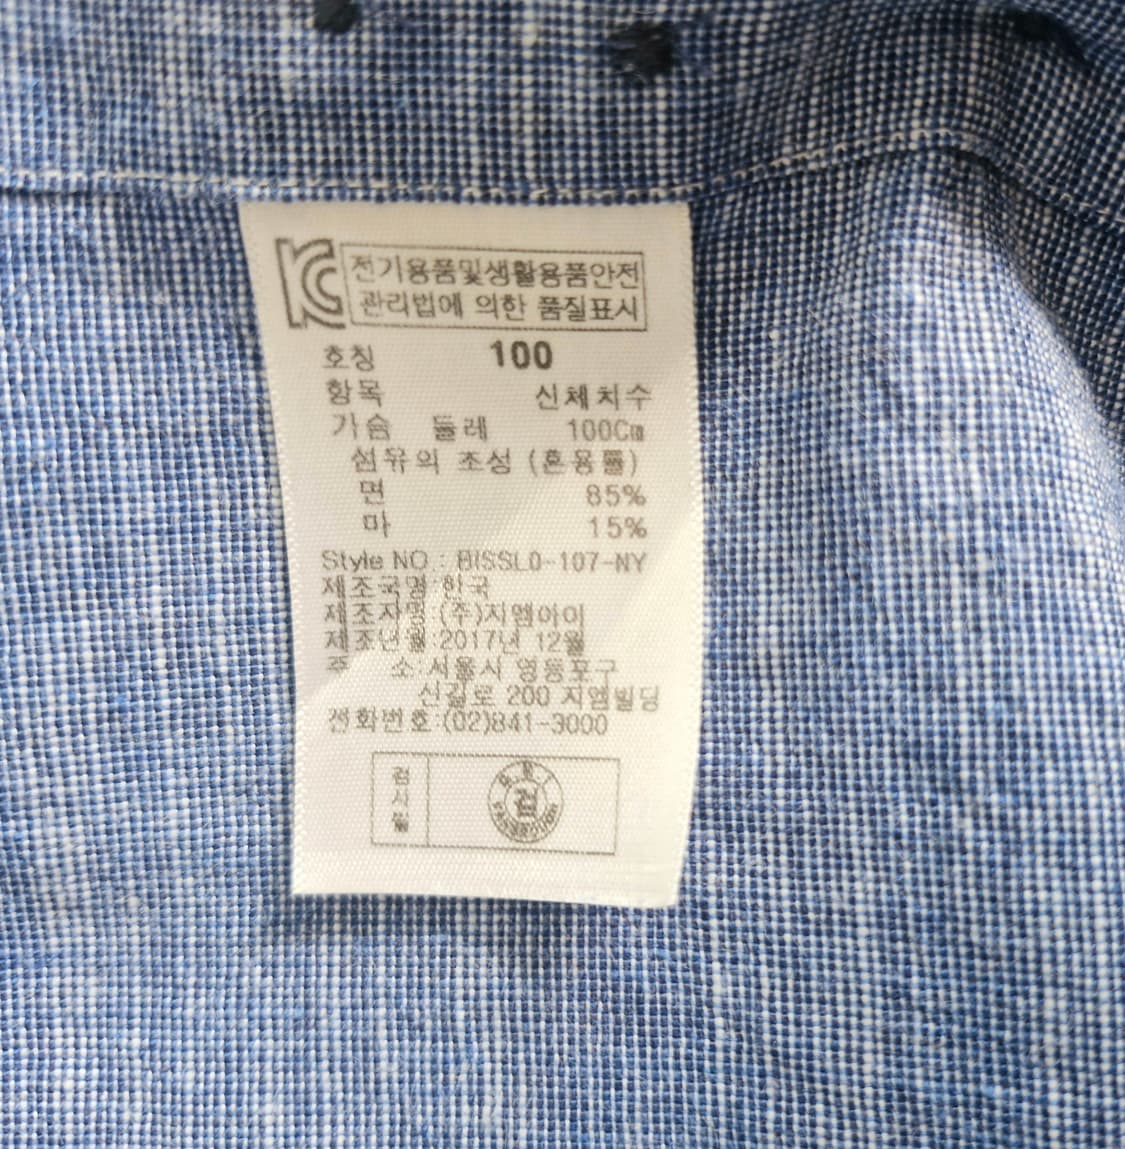 KC 전기용품및생활용품안전
관리법에 의한 품질표시
호칭 100
항목 신체치수
가슴 둘레 100Cm
섬유의 조성 (혼용률)
면 85%
마 15%
Style NO : BISSL0-107-NY
제조국명:한국
제조자명:(주)지엠아이
제조년월:2017년 12월
주 소:서울시 영등포구
신길로 200 지엠빌딩
전화번호:(02)841-3000
검사필
검